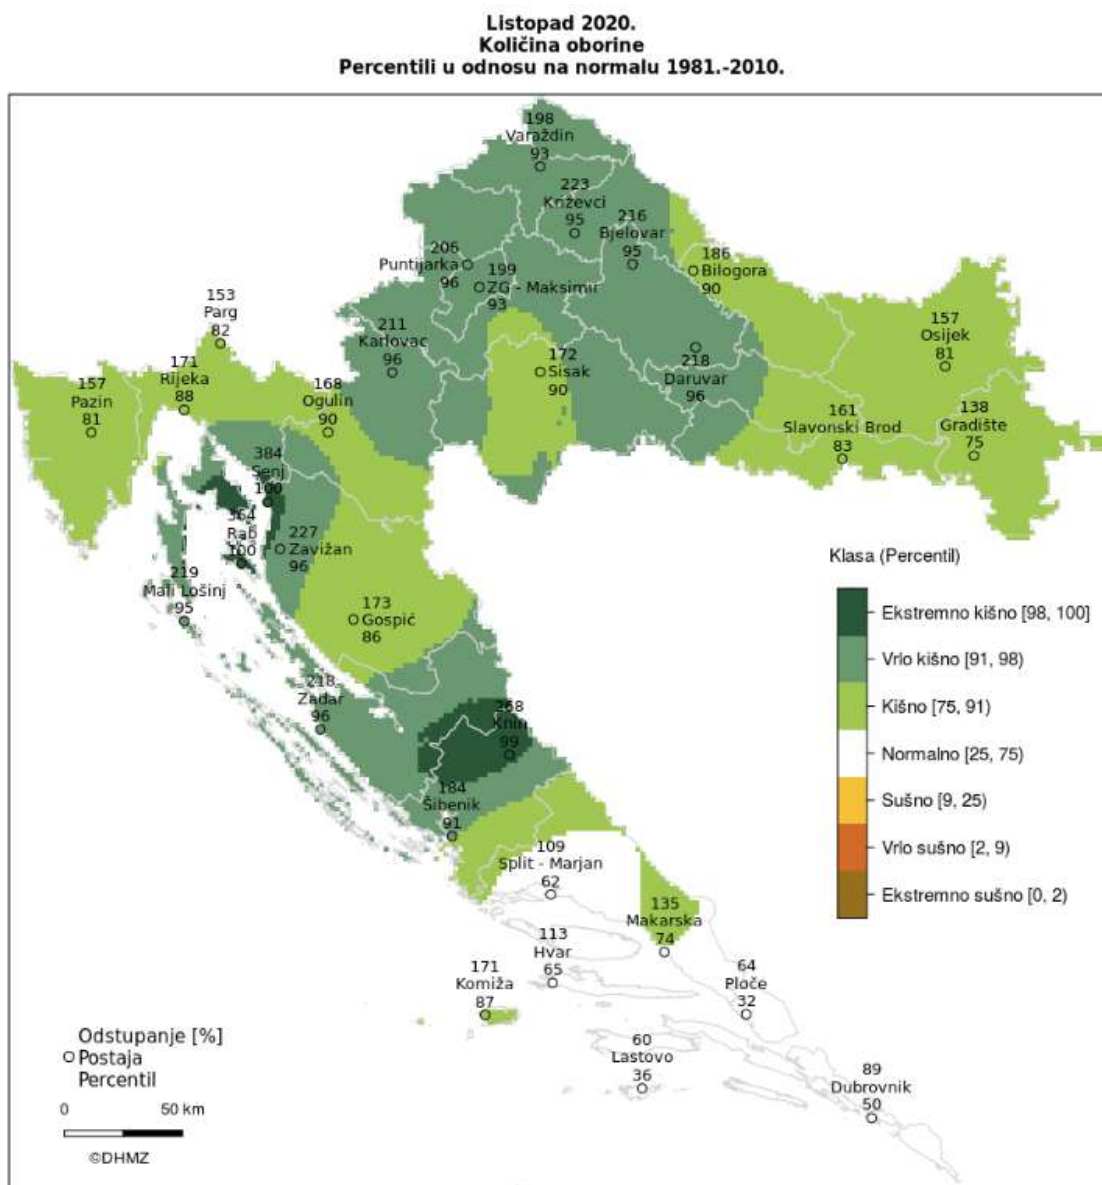 Listopad 2020.
Količina oborine
Percentili u odnosu na normalu 1981.-2010.
198
Varaždin
93
223
Križevci
95
216
Bjelovar
95
206
Puntijarka
96
199
ZG - Maksimir
93
186
Bilogora
90
153
Parg
82
211
Karlovac
96
172
Sisak
90
218
Daruvar
96
157
Osijek
81
157
Pazin
81
171
Rijeka
88
168
Ogulin
90
161
Slavonski Brod
83
138
Gradište
75
384
Senj
100
364
Rab
100
227
Zavižan
96
219
Mali Lošinj
95
173
Gospić
86
218
Zadar
96
268
Knin
99
184
Šibenik
91
109
Split - Marjan
62
135
Makarska
74
113
Hvar
65
171
Komiža
87
64
Ploče
32
60
Lastovo
36
89
Dubrovnik
50
Klasa (Percentil)
Ekstremno kišno [98, 100]
Vrlo kišno [91, 98)
Kišno [75, 91)
Normalno [25, 75)
Sušno [9, 25)
Vrlo sušno [2, 9)
Ekstremno sušno [0, 2)
Odstupanje [%]
Postaja
Percentil
0 50 km
©DHMZ